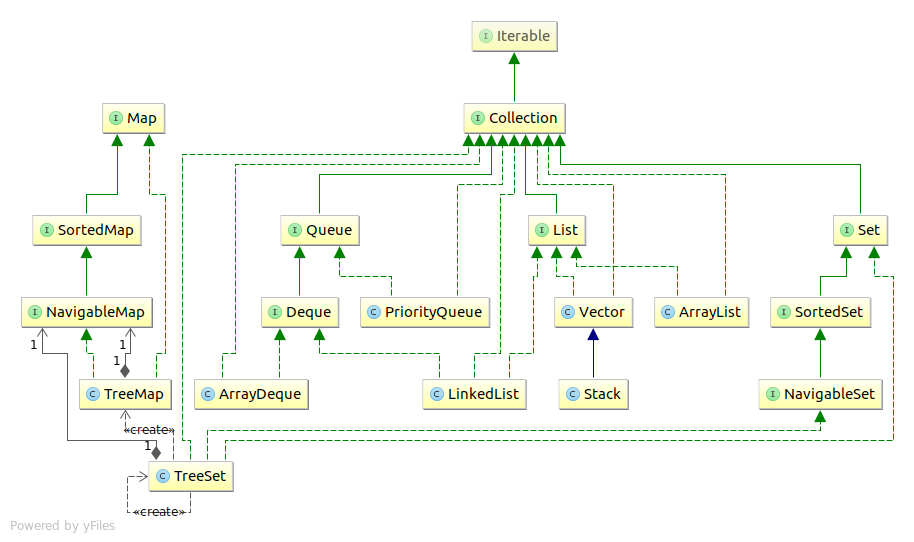 I Iterable
I Map
I Collection
I SortedMap
I Queue
I List
I Set
I NavigableMap
I Deque
C PriorityQueue
C Vector
C ArrayList
I SortedSet
1
1
1
C TreeMap
C ArrayDeque
C LinkedList
C Stack
I NavigableSet
«create»
1
C TreeSet
«create»
Powered by yFiles